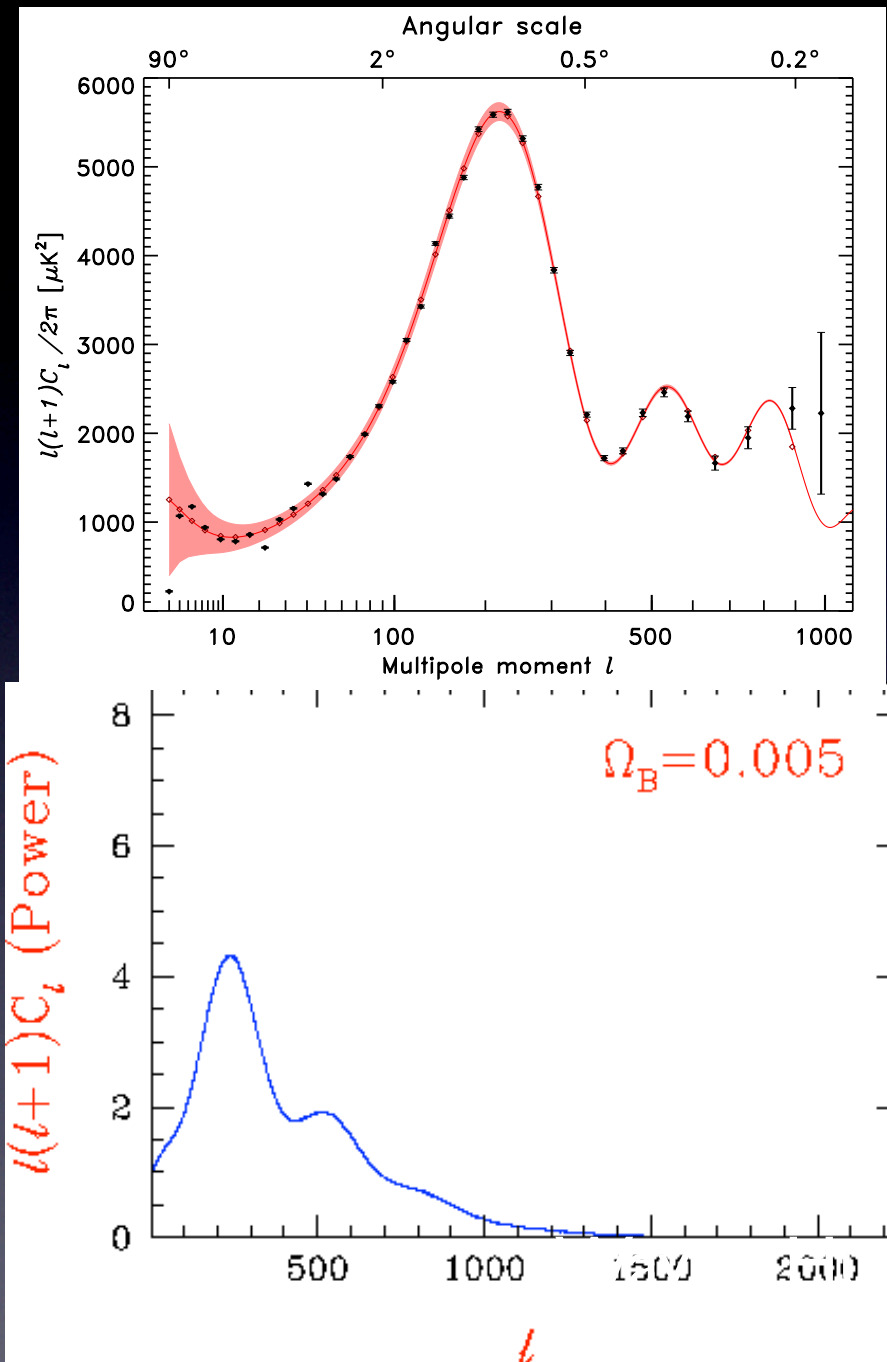 Angular scale
90° 2° 0.5° 0.2°
6000
5000
4000
3000
2000
1000
0
l(l+1)Cₗ/2π [μK²]
10 100 500 1000
Multipole moment l
8
6
4
2
0
Ω_B=0.005
l(l+1)Cₗ (Power)
500 1000 1500 2000
l